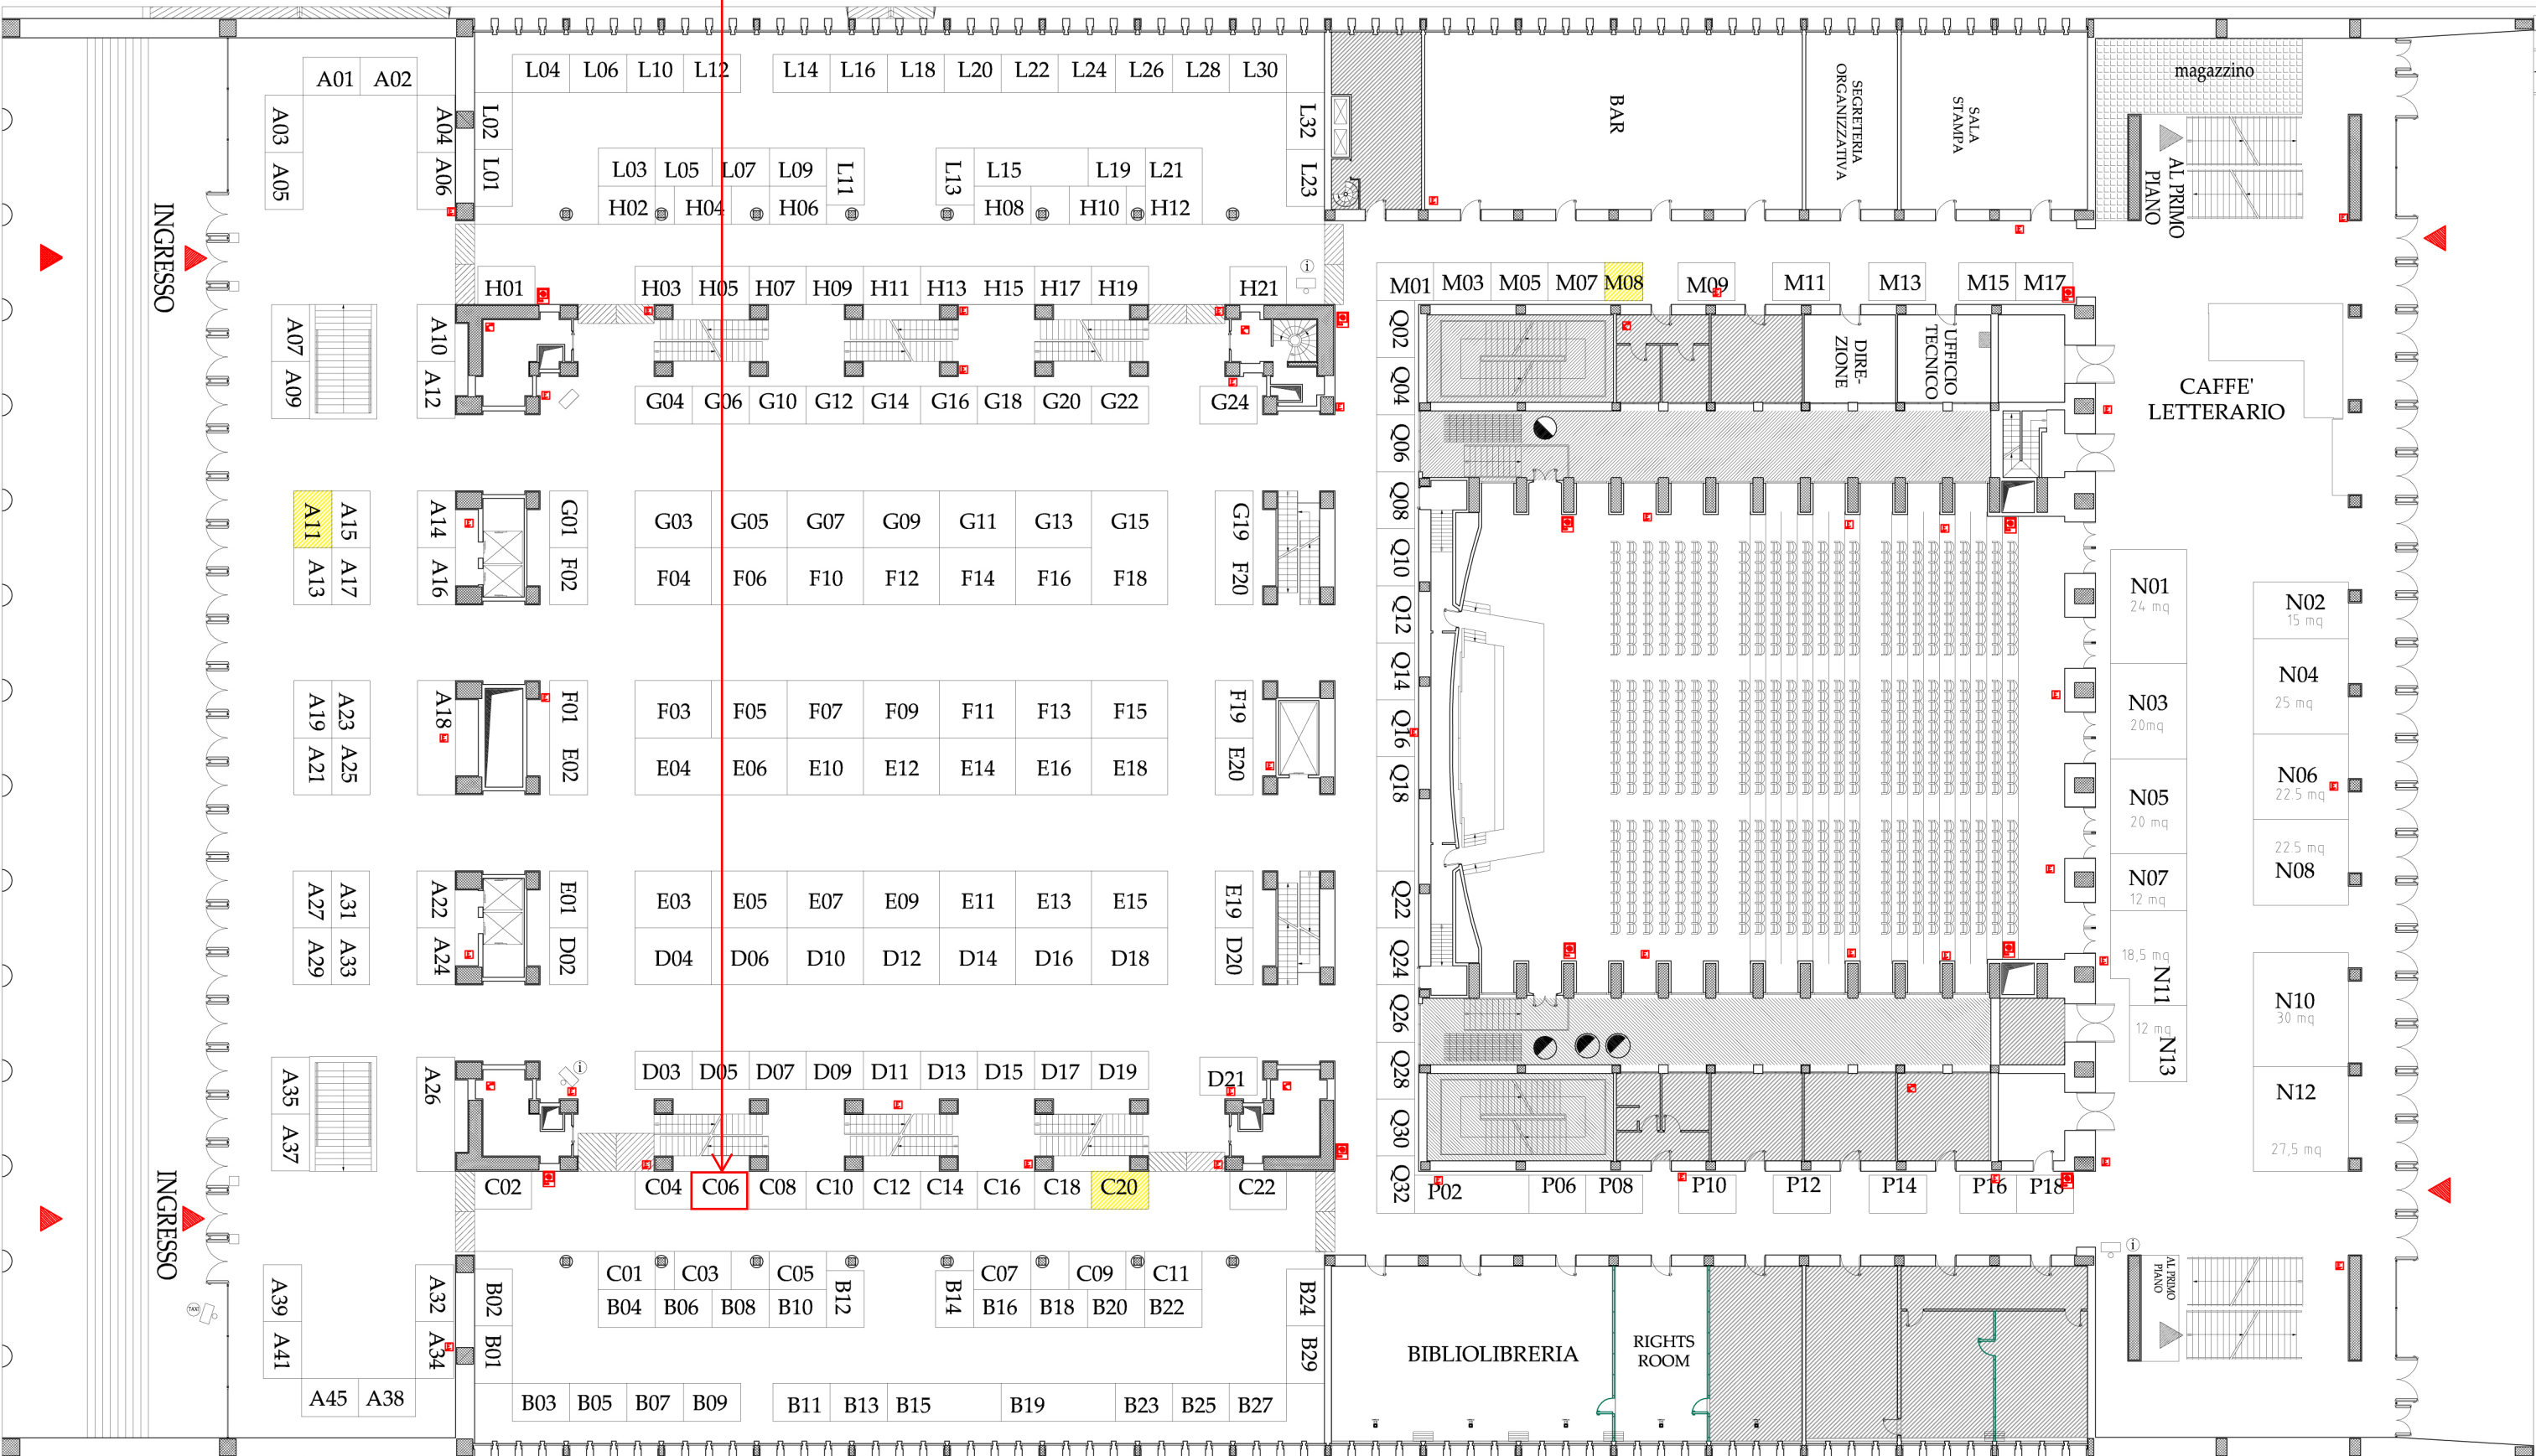 L04 L06 L10 L12 L14 L16 L18 L20 L22 L24 L26 L28 L30
magazzino
A01 A02
A03
A05
A04
A06
L02
L01
L32
L23
BAR
SEGRETERIA
ORGANIZZATIVA
SALA
STAMPA
AL PRIMO
PIANO
L03 L05 L07 L09 L11 L13 L15 L19 L21
H02 H04 H06 H08 H10 H12
INGRESSO
H01 H03 H05 H07 H09 H11 H13 H15 H17 H19 H21
i
M01 M03 M05 M07 M08 M09 M11 M13 M15 M17
A07
A09
A10
A12
Q02
Q04
Q06
Q08
Q10
Q12
Q14
Q16
Q18
Q22
Q24
Q26
Q28
Q30
Q32
DIRE-
ZIONE
UFFICIO
TECNICO
CAFFE'
LETTERARIO
G04 G06 G10 G12 G14 G16 G18 G20 G22 G24
A11 A15
A13 A17
A14
A16
G01
F02
G03 G05 G07 G09 G11 G13 G15
F04 F06 F10 F12 F14 F16 F18
G19
F20
N01
24 mq
N02
15 mq
N03
20mq
N04
25 mq
N05
20 mq
N06
22.5 mq
N07
12 mq
22.5 mq
N08
18,5 mq
N11
N10
30 mq
12 mq
N13
N12
27,5 mq
A19 A23
A21 A25
A18
F01
E02
F03 F05 F07 F09 F11 F13 F15
E04 E06 E10 E12 E14 E16 E18
F19
E20
A27 A31
A29 A33
A22
A24
E01
D02
E03 E05 E07 E09 E11 E13 E15
D04 D06 D10 D12 D14 D16 D18
E19
D20
A35
A37
A26
i
D03 D05 D07 D09 D11 D13 D15 D17 D19 D21
C02 C04 C06 C08 C10 C12 C14 C16 C18 C20 C22
P02 P06 P08 P10 P12 P14 P16 P18
INGRESSO
TAXI
A39
A41
A32
A34
A45 A38
B02
B01
C01 C03 C05 C07 C09 C11
B04 B06 B08 B10 B12 B14 B16 B18 B20 B22
B24
B29
B03 B05 B07 B09 B11 B13 B15 B19 B23 B25 B27
BIBLIOLIBRERIA
RIGHTS
ROOM
i
AL PRIMO
PIANO